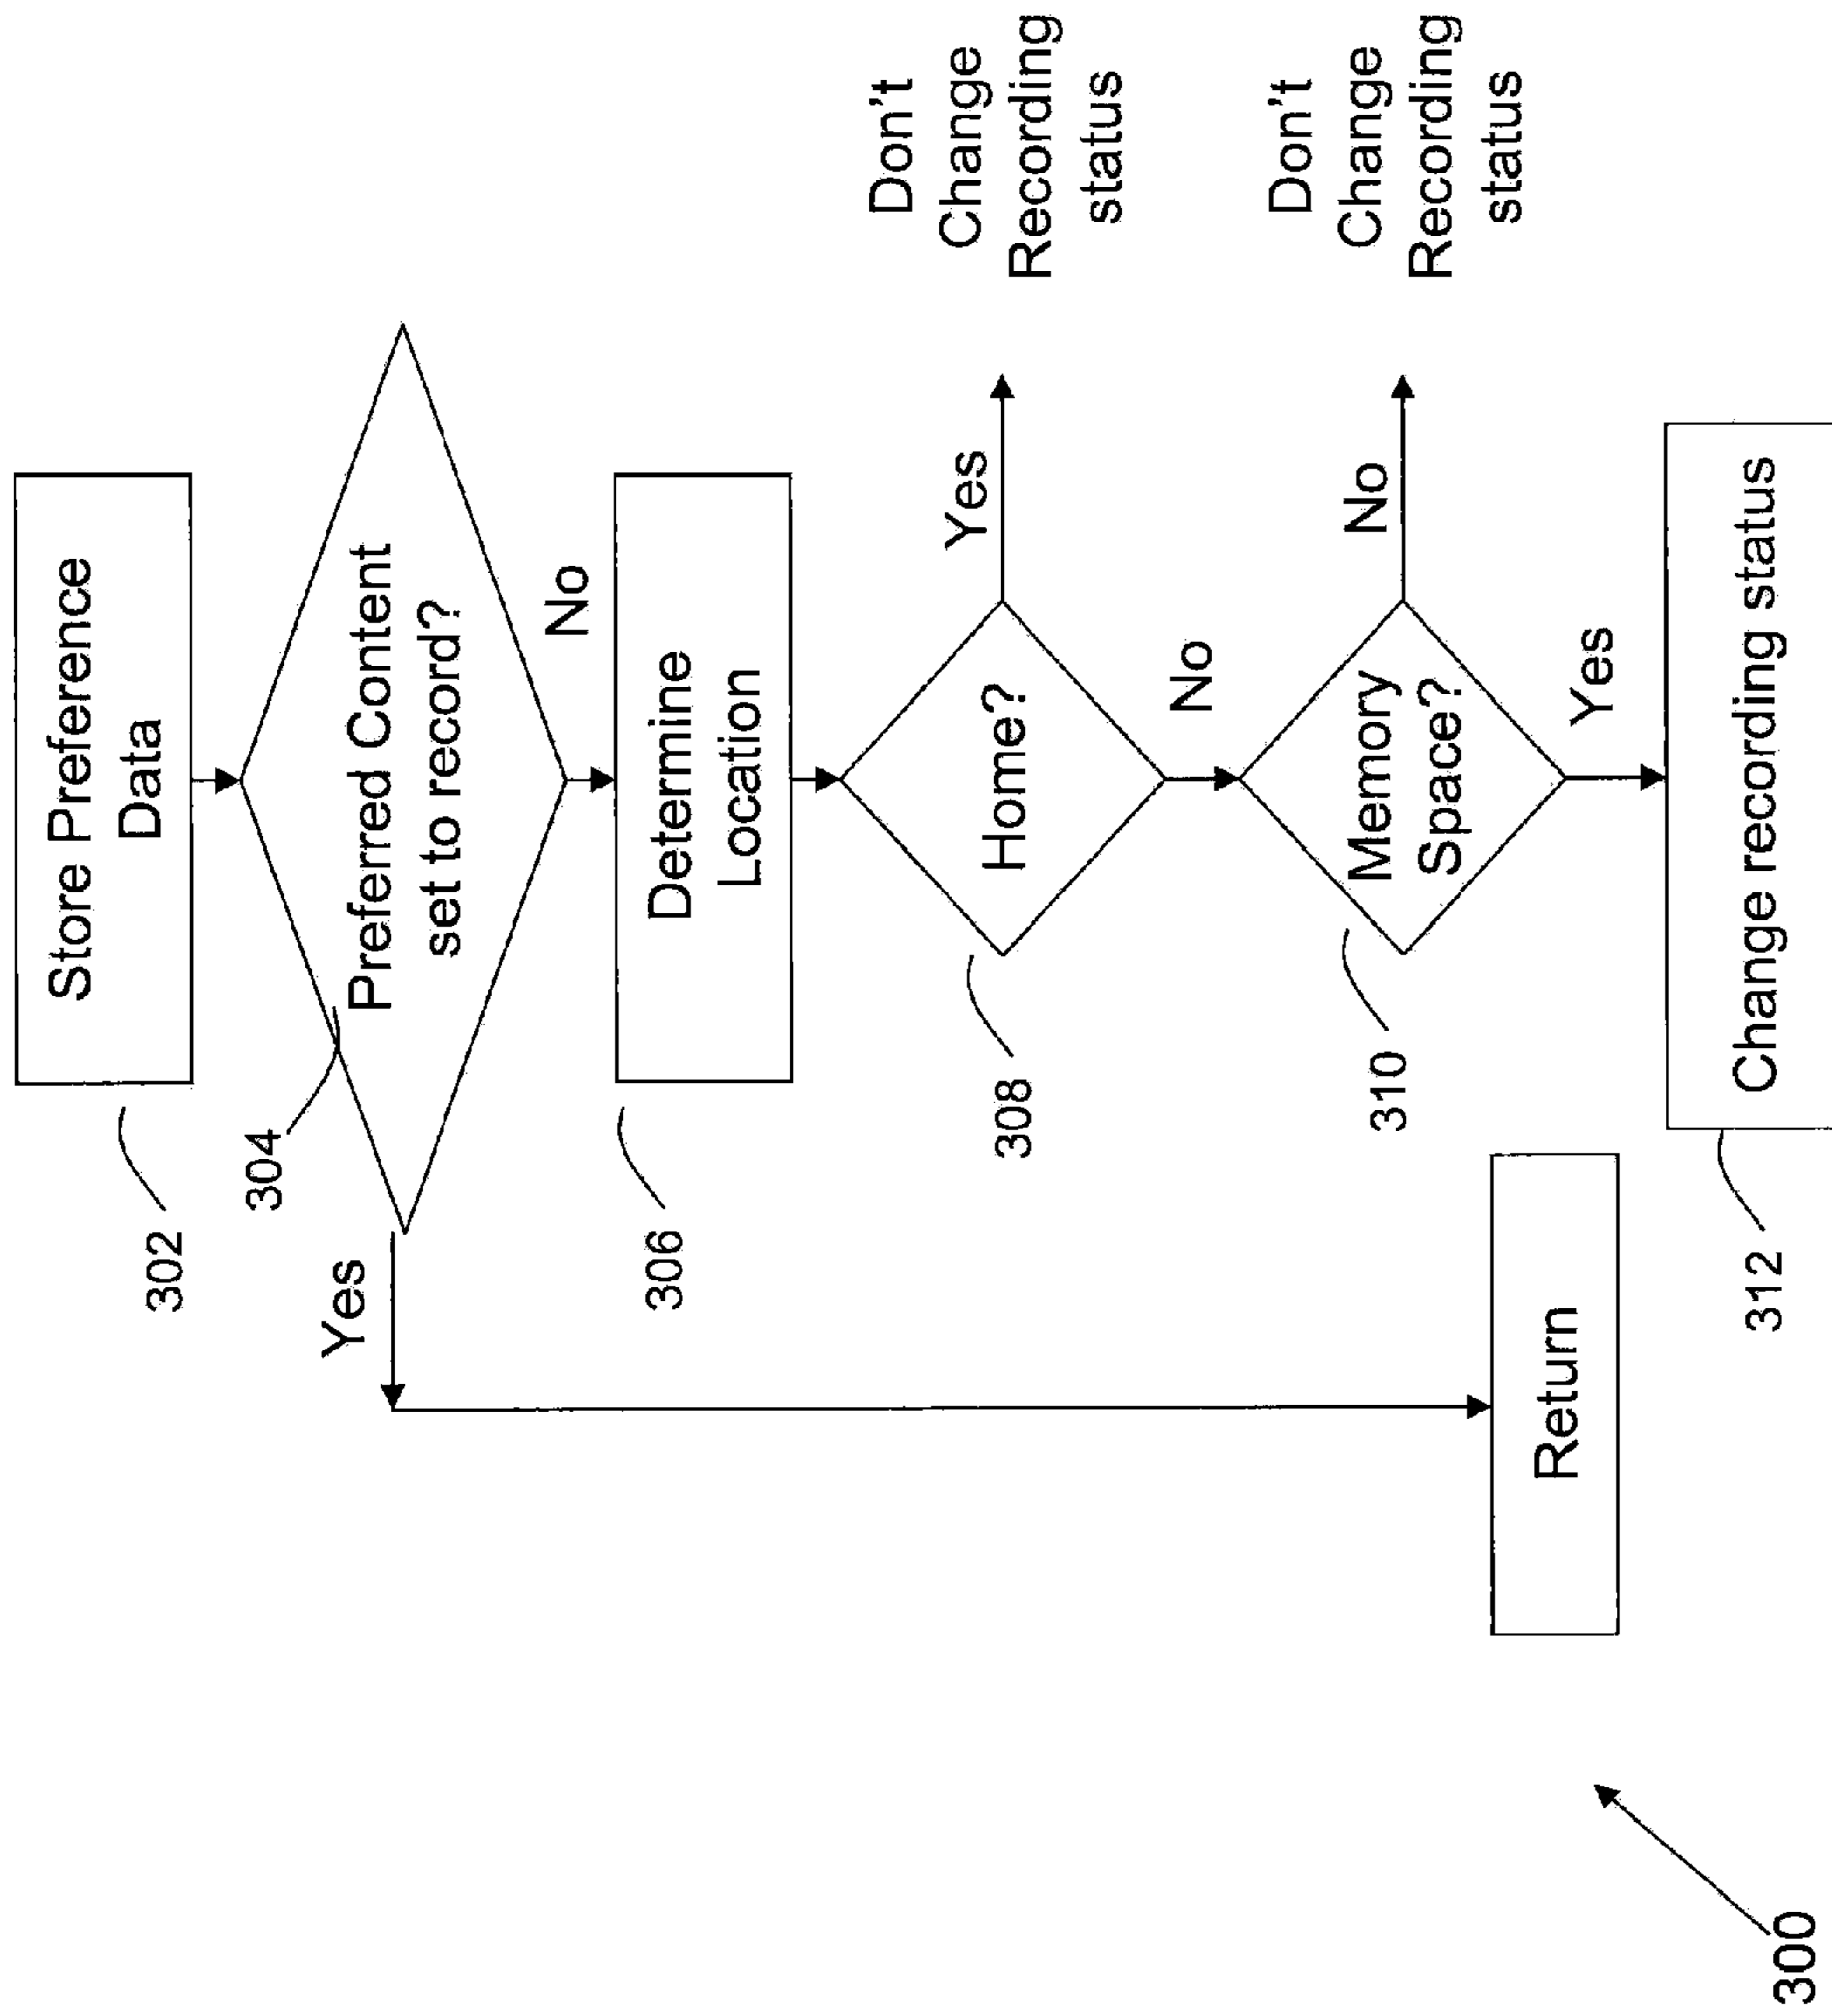 Store Preference
Data
302
304
Preferred Content
set to record?
Yes
No
Determine
Location
306
Home?
308
Yes
Don't
Change
Recording
status
No
Memory
Space?
310
No
Don't
Change
Recording
status
Yes
Change recording status
312
Return
300